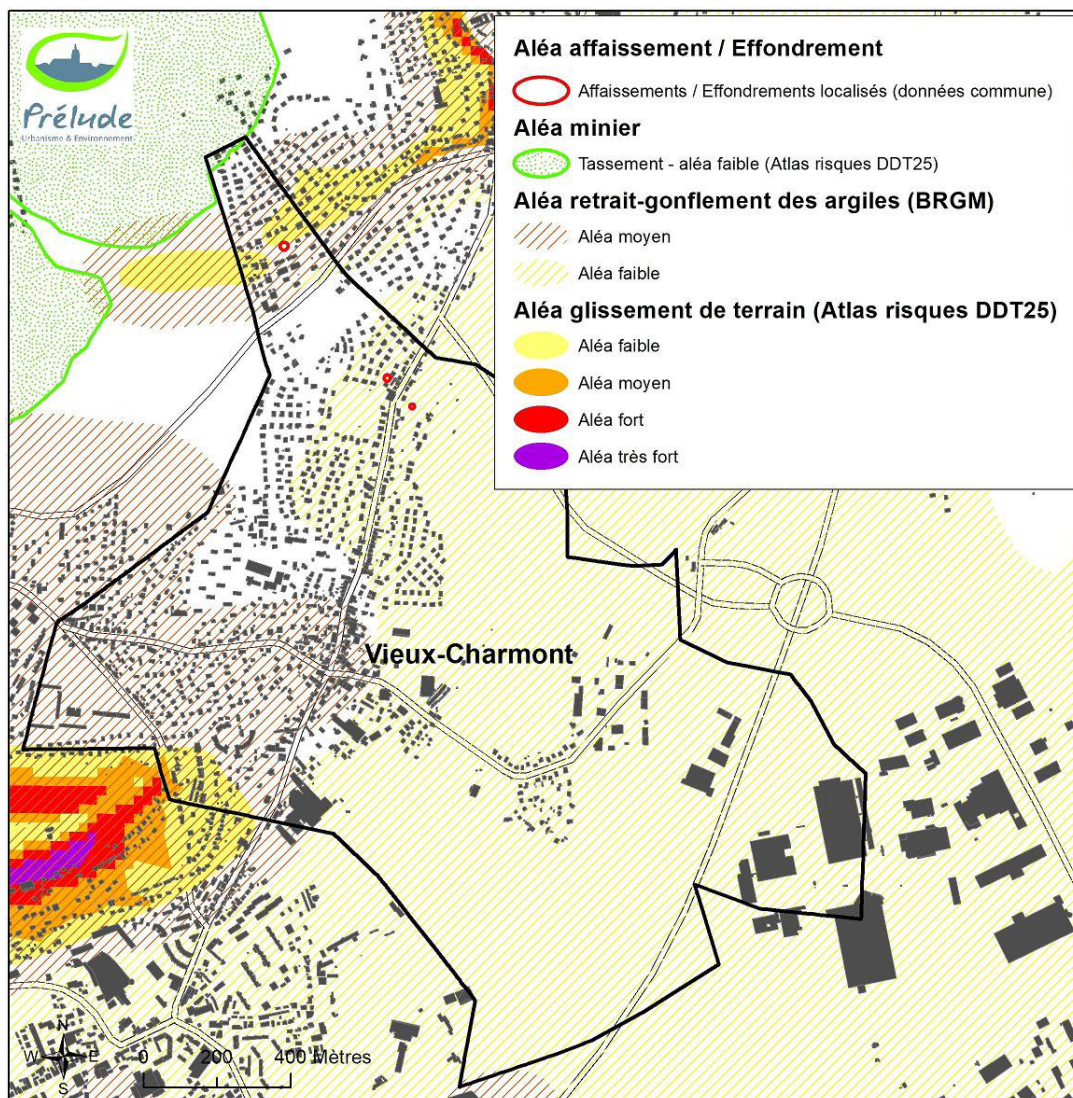 Prélude
Urbanisme & Environnement
Aléa affaissement / Effondrement
Affaissements / Effondrements localisés (données commune)
Aléa minier
Tassement - aléa faible (Atlas risques DDT25)
Aléa retrait-gonflement des argiles (BRGM)
Aléa moyen
Aléa faible
Aléa glissement de terrain (Atlas risques DDT25)
Aléa faible
Aléa moyen
Aléa fort
Aléa très fort
Vieux-Charmont
N
W E
S
0 200 400 Mètres